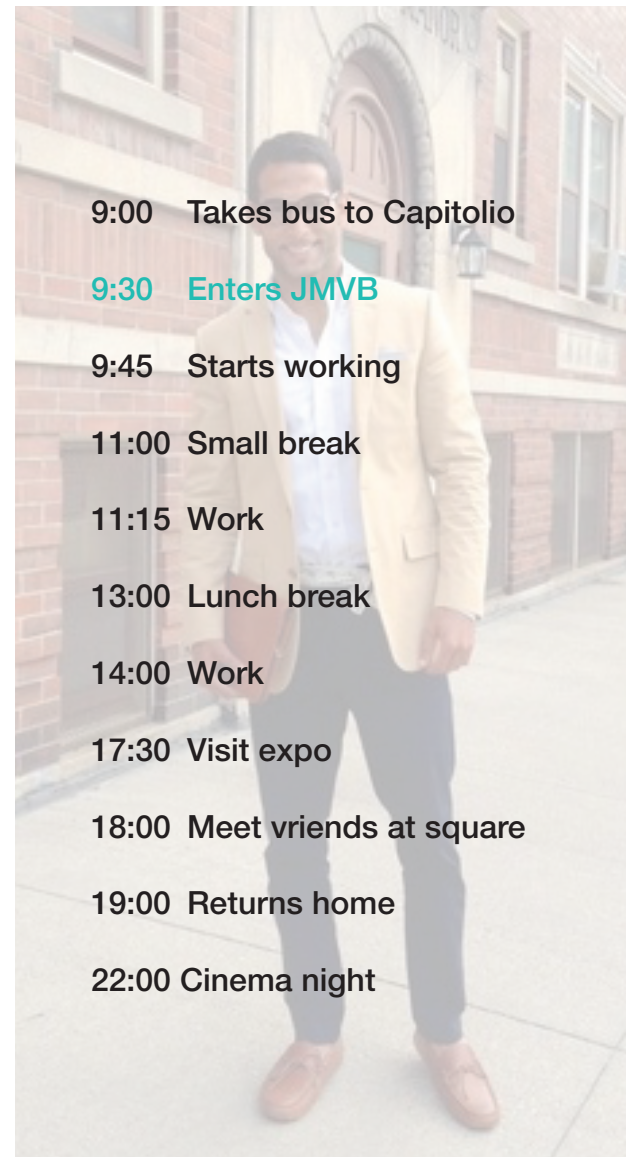 9:00 Takes bus to Capitolio
9:30 Enters JMVB
9:45 Starts working
11:00 Small break
11:15 Work
13:00 Lunch break
14:00 Work
17:30 Visit expo
18:00 Meet vriends at square
19:00 Returns home
22:00 Cinema night